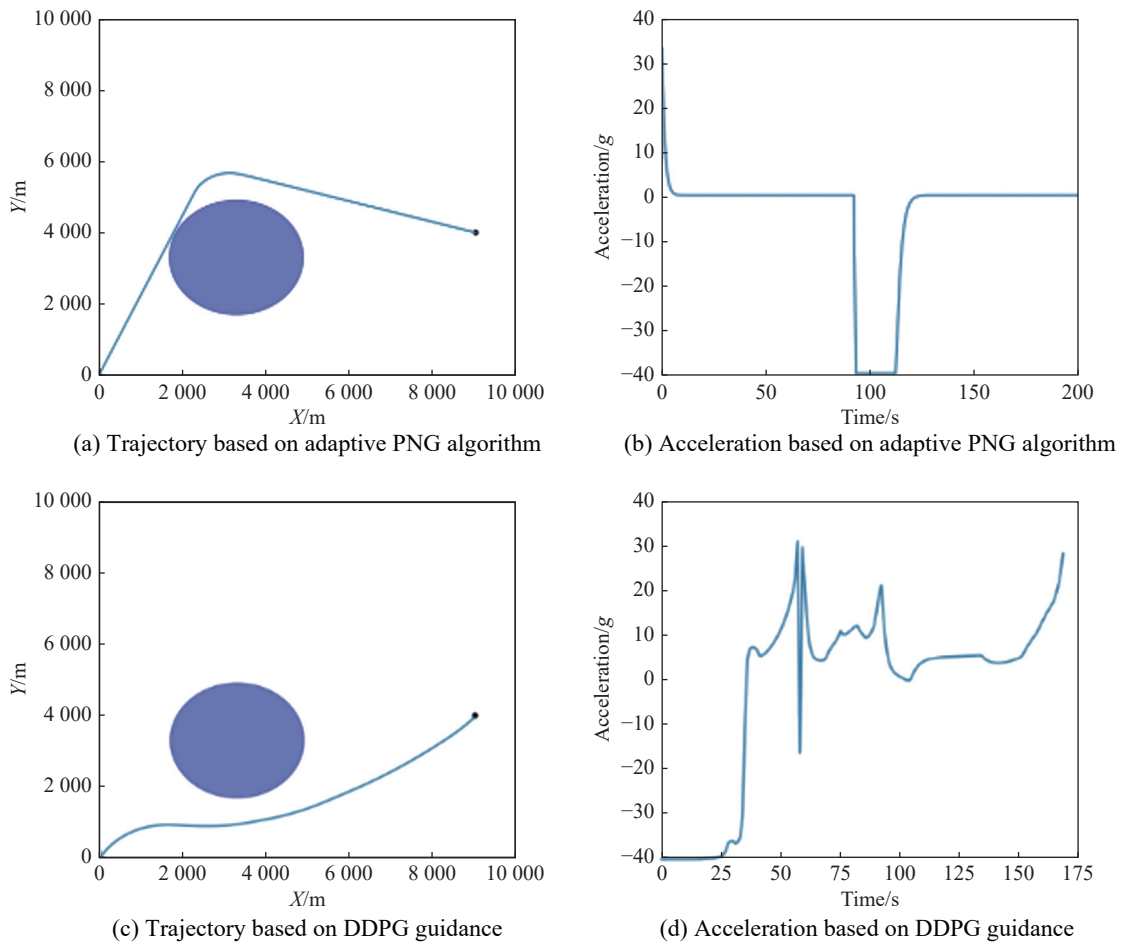 10 000
8 000
6 000
4 000
2 000
0
Y/m
0 2 000 4 000 6 000 8 000 10 000
X/m
(a) Trajectory based on adaptive PNG algorithm
40
30
20
10
0
−10
−20
−30
−40
Acceleration/g
0 50 100 150 200
Time/s
(b) Acceleration based on adaptive PNG algorithm
10 000
8 000
6 000
4 000
2 000
0
Y/m
0 2 000 4 000 6 000 8 000 10 000
X/m
(c) Trajectory based on DDPG guidance
40
30
20
10
0
−10
−20
−30
−40
Acceleration/g
0 25 50 75 100 125 150 175
Time/s
(d) Acceleration based on DDPG guidance